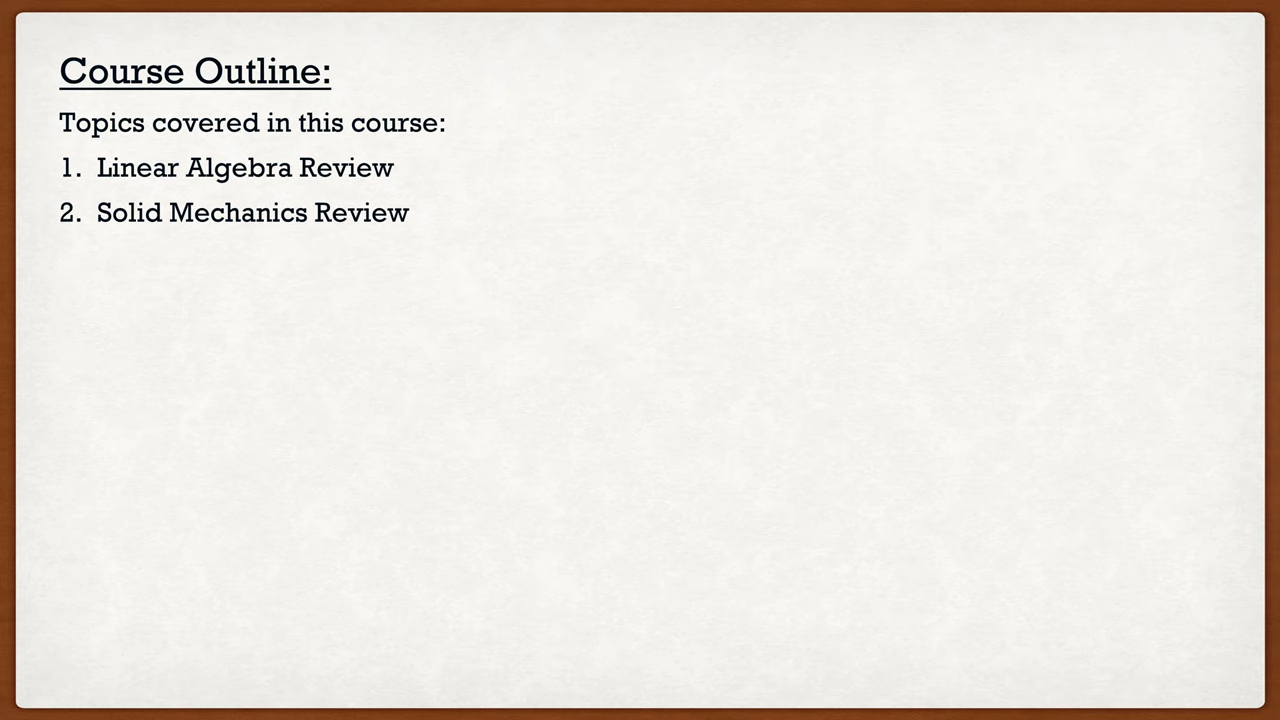 Course Outline:
Topics covered in this course:
1. Linear Algebra Review
2. Solid Mechanics Review